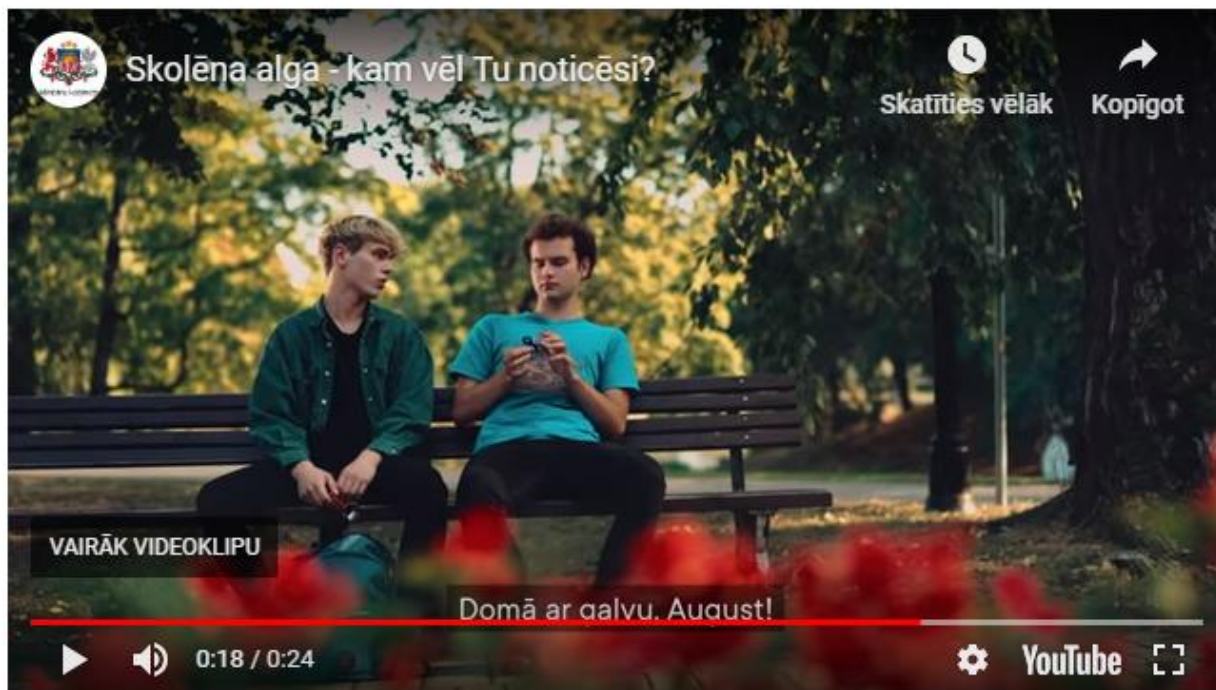 Skolēna alga - kam vēl Tu noticēsi?
Skatīties vēlāk
Kopīgot
VAIRĀK VIDEOKLIPU
Domā ar galvu, August!
0:18 / 0:24
YouTube